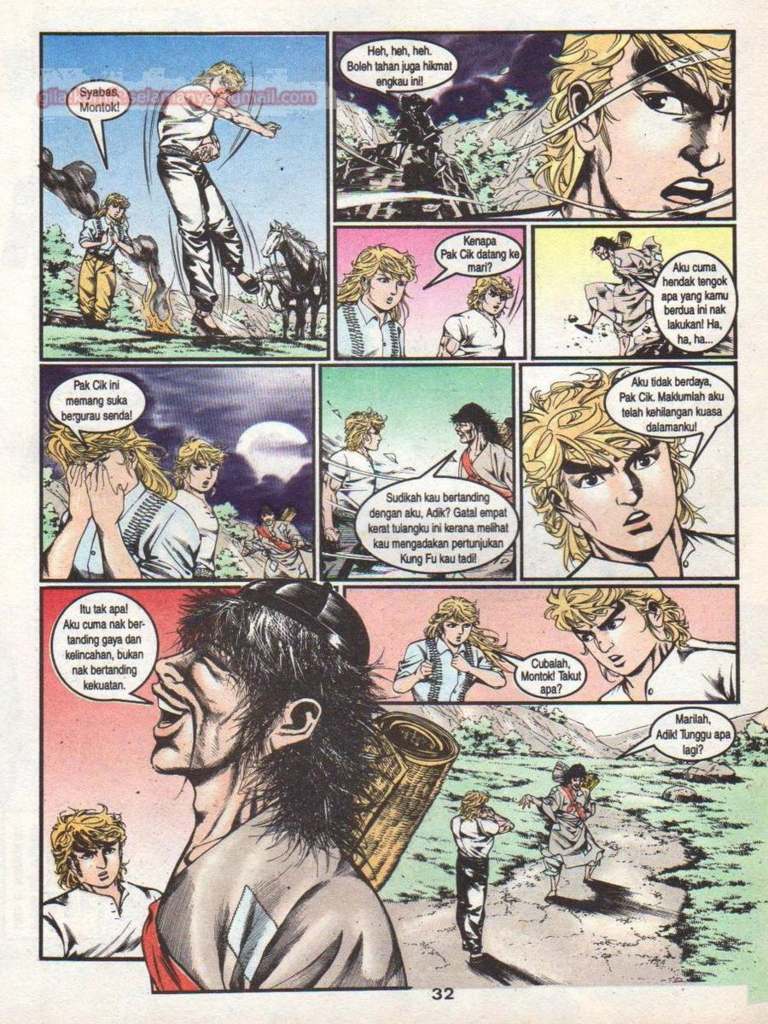 Syabas,
Montok!
Heh, heh, heh.
Boleh tahan juga hikmat
engkau ini!
Kenapa
Pak Cik datang ke
mari?
Aku cuma
hendak tengok
apa yang kamu
berdua ini nak
lakukan! Ha,
ha, ha...
Pak Cik ini
memang suka
bergurau senda!
Sudikah kau bertanding
dengan aku, Adik? Gatal empat
kerat tulangku ini kerana melihat
kau mengadakan pertunjukan
Kung Fu kau tadi!
Aku tidak berdaya,
Pak Cik. Maklumlah aku
telah kehilangan kuasa
dalamanku!
Itu tak apa!
Aku cuma nak ber-
tanding gaya dan
kelincahan, bukan
nak bertanding
kekuatan.
Cubalah,
Montok! Takut
apa?
Marilah,
Adik! Tunggu apa
lagi?
32